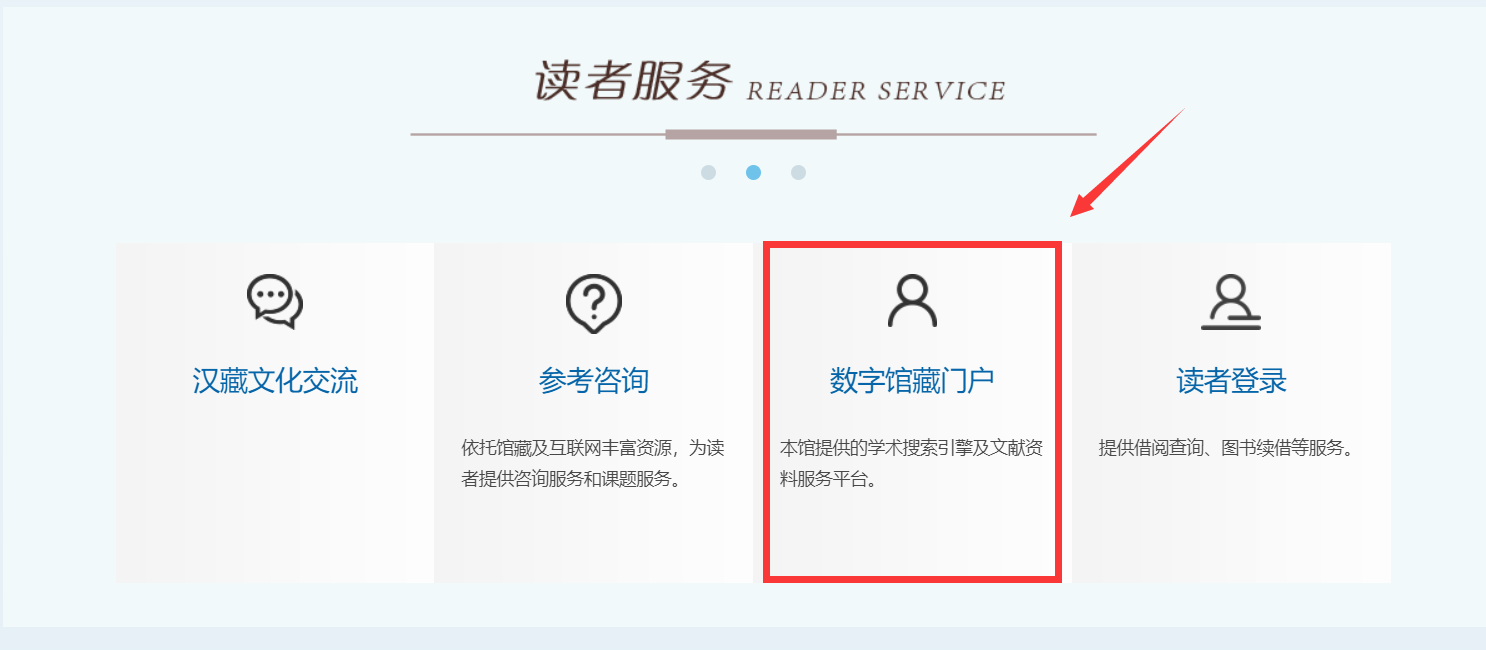 读者服务 READER SERVICE
汉藏文化交流
参考咨询
依托馆藏及互联网丰富资源，为读
者提供咨询服务和课题服务。
数字馆藏门户
本馆提供的学术搜索引擎及文献资
料服务平台。
读者登录
提供借阅查询、图书续借等服务。